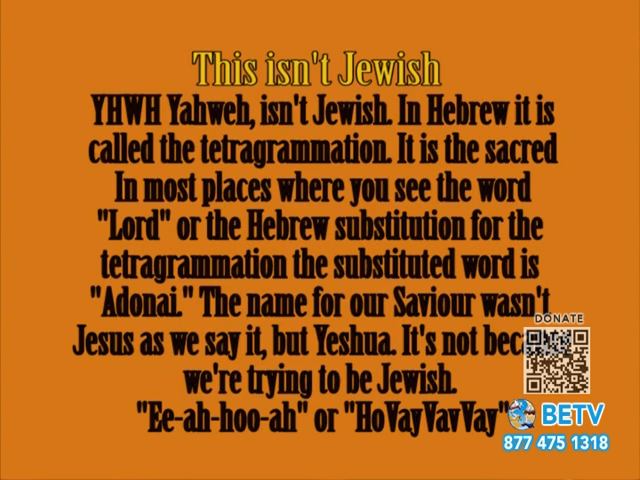 This isn't Jewish
YHWH Yahweh, isn't Jewish. In Hebrew it is
called the tetragrammation. It is the sacred
In most places where you see the word
"Lord" or the Hebrew substitution for the
tetragrammation the substituted word is
"Adonai." The name for our Saviour wasn't
Jesus as we say it, but Yeshua. It's not
we're trying to be Jewish.
"Ee-ah-hoo-ah" or "HoVayVavVay"
DONATE
BETV
877 475 1318